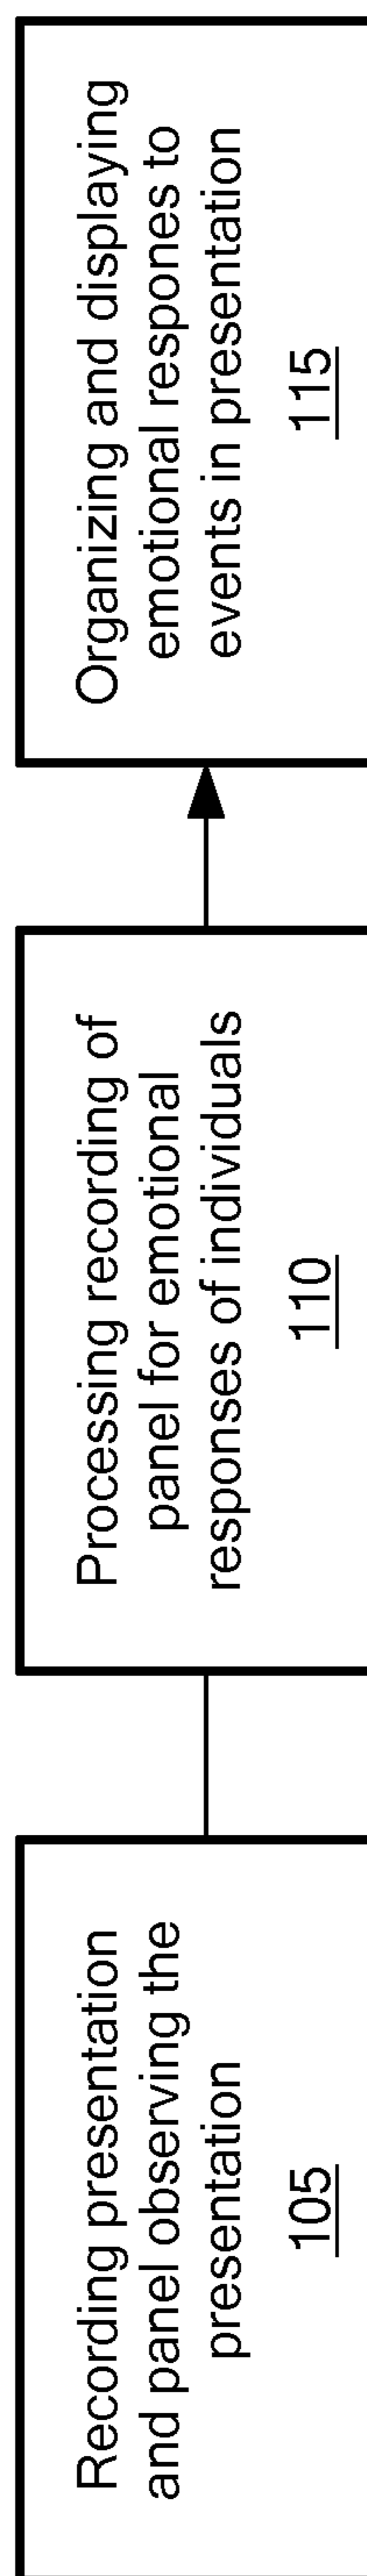 Recording presentation
and panel observing the
presentation
105
Processing recording of
panel for emotional
responses of individuals
110
Organizing and displaying
emotional respones to
events in presentation
115